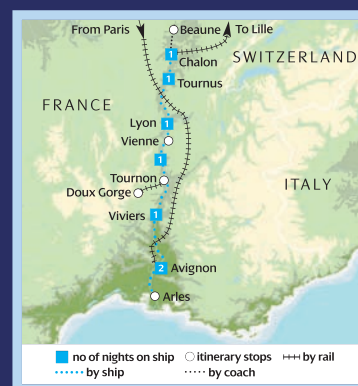 From Paris
Beaune
To Lille
1
Chalon
SWITZERLAND
1
Tournus
FRANCE
Lyon 1
Vienne
1
Tournon
Doux Gorge
ITALY
Viviers 1
2 Avignon
Arles
no of nights on ship
itinerary stops
by rail
by ship
by coach